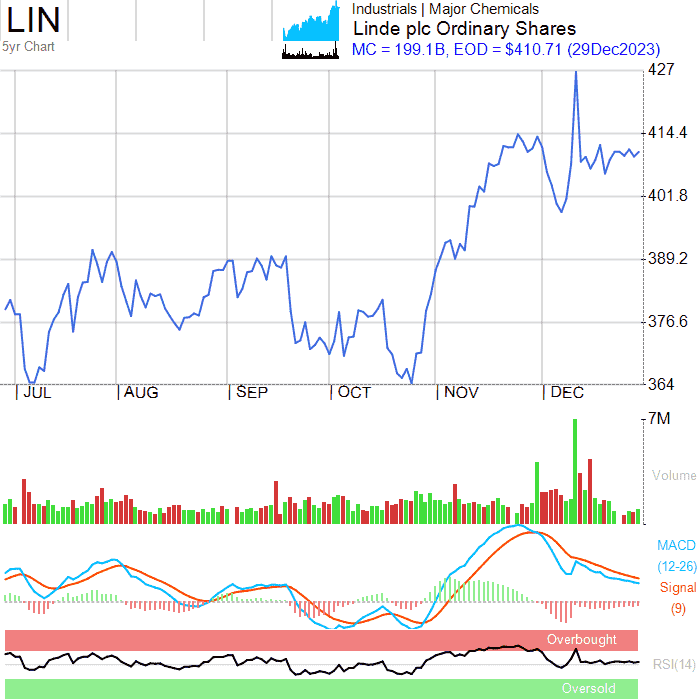 LIN
5yr Chart
Industrials | Major Chemicals
Linde plc Ordinary Shares
MC = 199.1B, EOD = $410.71 (29Dec2023)
427
414.4
401.8
389.2
376.6
364
| JUL | AUG | SEP | OCT | NOV | DEC
7M
Volume
MACD
(12-26)
Signal
(9)
Overbought
RSI(14)
Oversold